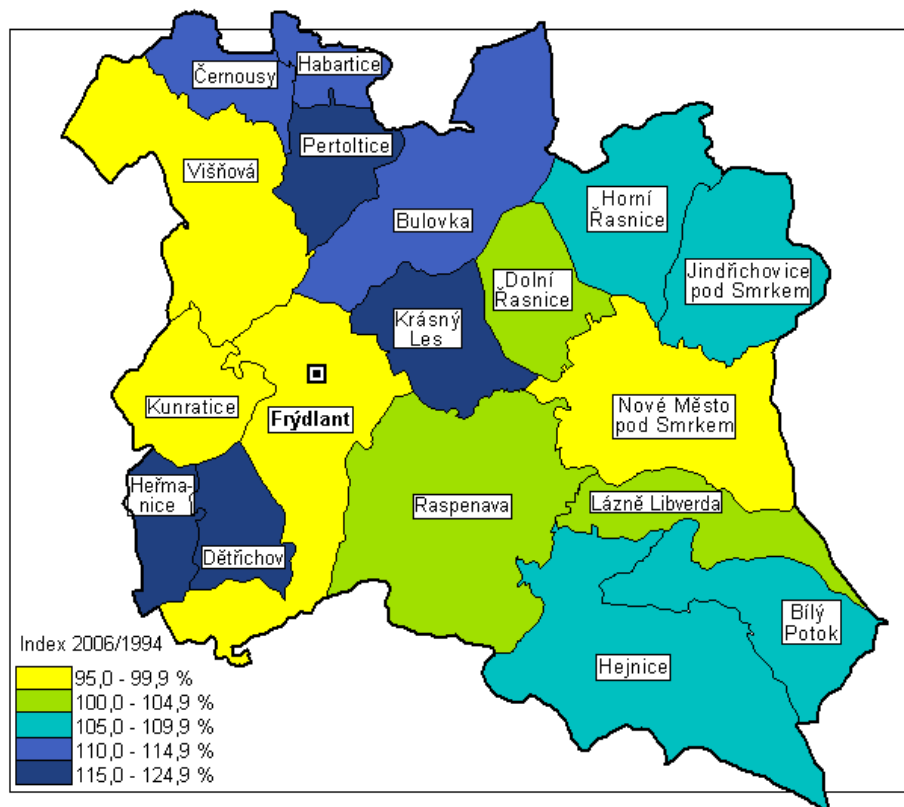 Habartice
Černousy
Pertoltice
Višňová
Horní
Řasnice
Bulovka
Jindřichovice
pod Smrkem
Dolní
Řasnice
Krásný
Les
Kunratice
Frýdlant
Nové Město
pod Smrkem
Heřma-
nice
Raspenava
Lázně Libverda
Dětřichov
Bílý
Potok
Hejnice
Index 2006/1994
95,0 - 99,9 %
100,0 - 104,9 %
105,0 - 109,9 %
110,0 - 114,9 %
115,0 - 124,9 %